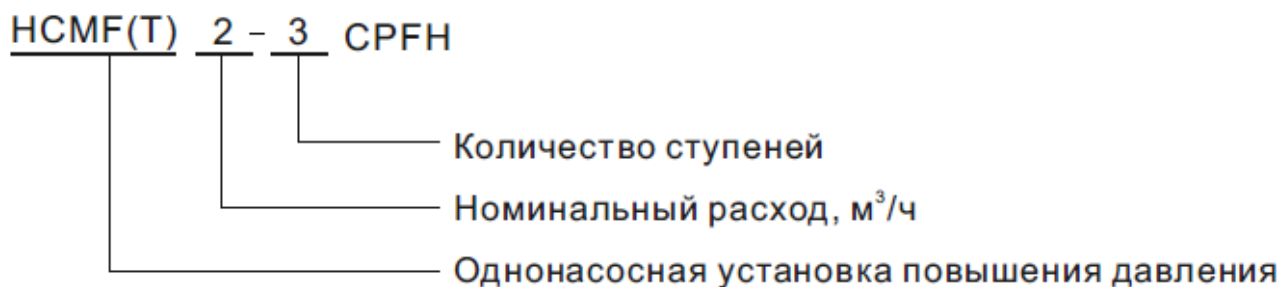 HCMF(T) 2 - 3 CPFH
Количество ступеней
Номинальный расход, м³/ч
Однонасосная установка повышения давления